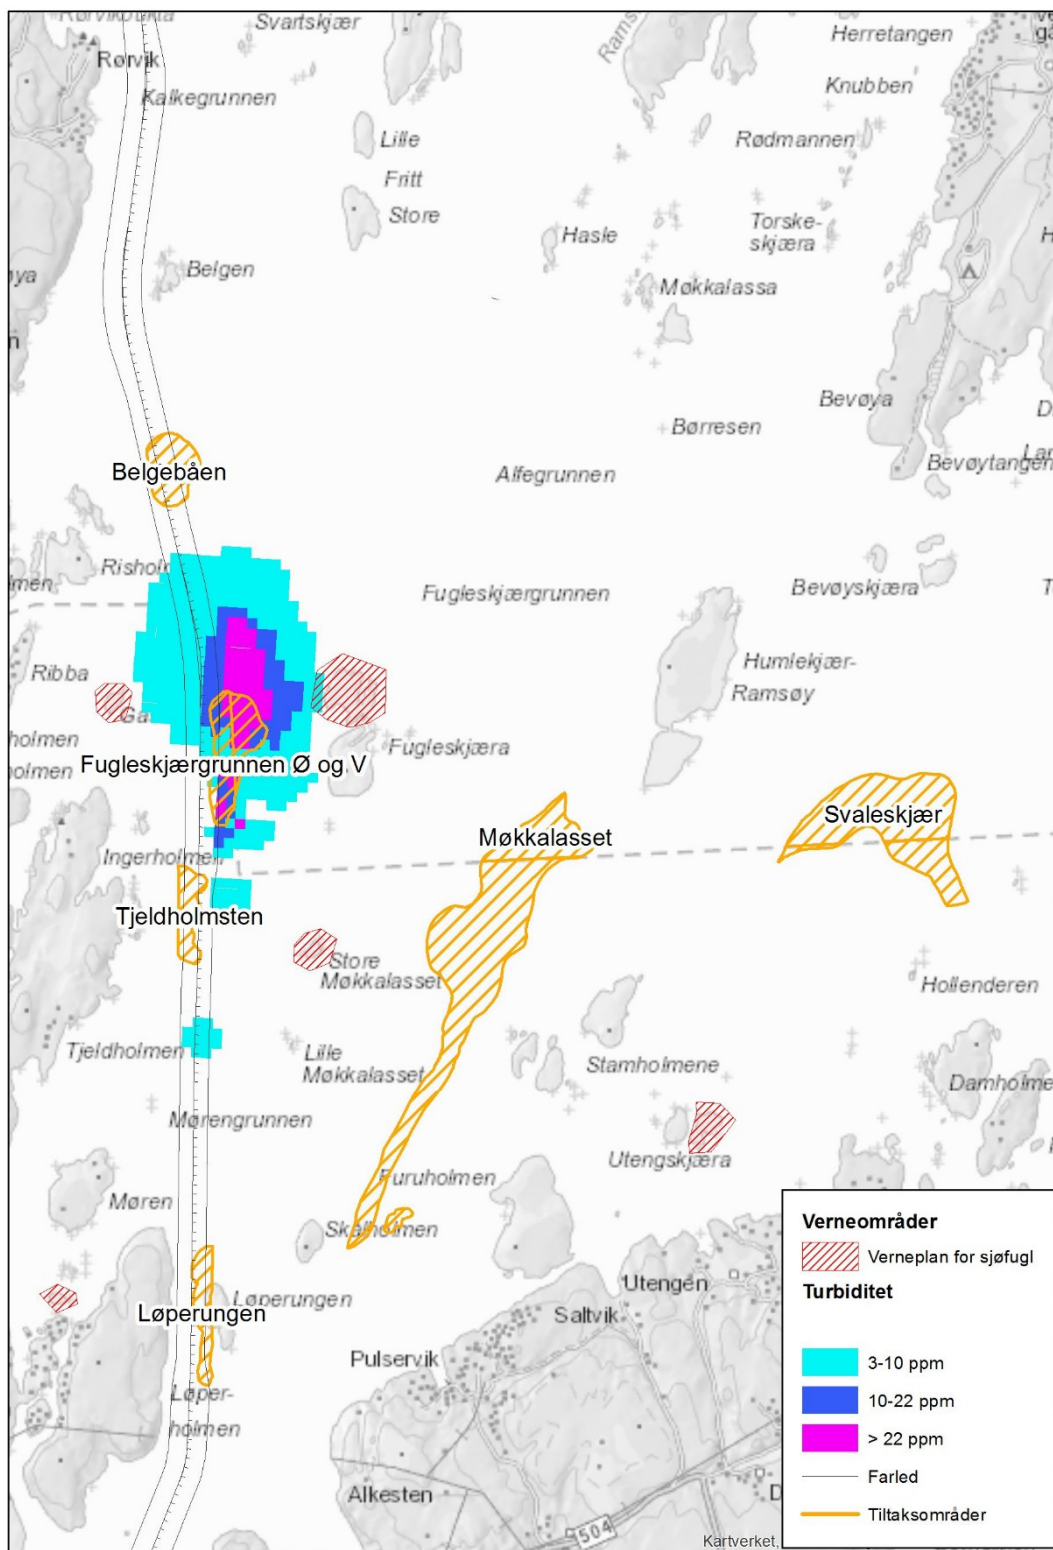 Svartskjær
Herretangen
Rørvik
Kalkegrunnen
Knubben
Lille
Rødmannen
Fritt
Store
Torske-
skjæra
Hasle
Belgen
Møkkalassa
Bevøya
Børresen
Belgebåen
Alfegrunnen
Bevøytangen
Fugleskjærgrunnen
Bevøyskjæra
Ribba
Humlekjær-
Ramsøy
Fugleskjæra
Fugleskjærgrunnen Ø og V
holmen
holmen
Svaleskjær
Møkkalasset
Tjeldholmsten
Store
Møkkalasset
Hollenderen
Tjeldholmen
Lille
Møkkalasset
Stamholmene
Mørengrunnen
Utengskjæra
Furuholmen
Møren
Skalholmen
Løperungen
Løperungen
Utengen
Saltvik
Pulservik
Løper-
holmen
Alkesten
504
Kartverket,
Verneområder
Verneplan for sjøfugl
Turbiditet
3-10 ppm
10-22 ppm
> 22 ppm
Farled
Tiltaksområder